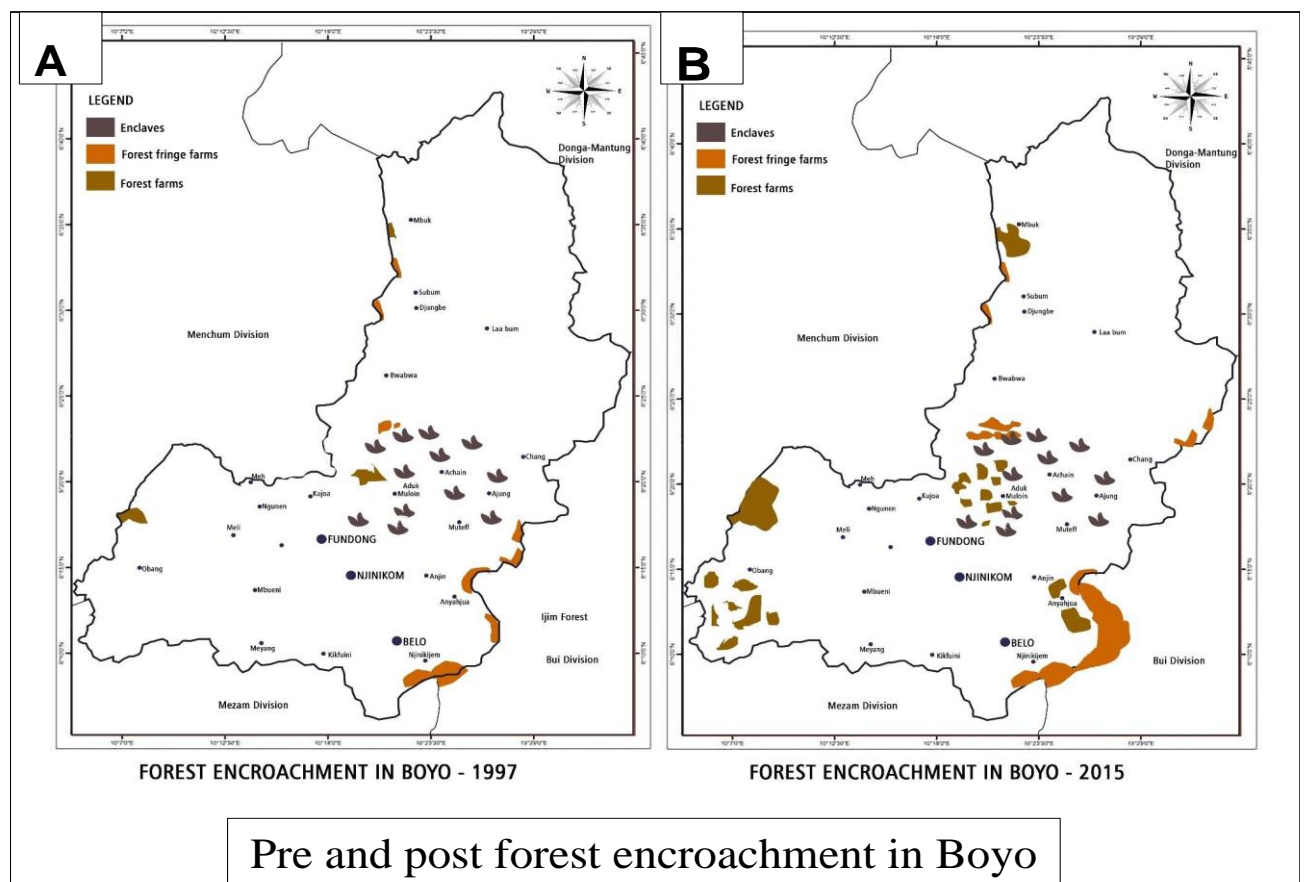 A
LEGEND
Enclaves
Forest fringe farms
Forest farms
N
W
E
S
Donga-Mantung
Division
Mbuk
Subum
Djungbe
Laa bum
Menchum Division
Bwabwa
Chang
Achain
Meh
Kujoa
Aduk
Muloin
Ajung
Ngunen
Meli
Muteff
FUNDONG
Obang
NJINIKOM
Anjin
Mbueni
Anyahjua
Ijim Forest
BELO
Meyang
Kikfuini
Njinikijem
Bui Division
Mezam Division
FOREST ENCROACHMENT IN BOYO - 1997
B
LEGEND
Enclaves
Forest fringe farms
Forest farms
N
W
E
S
Donga-Mantung
Division
Mbuk
Subum
Djungbe
Laa bum
Menchum Division
Bwabwa
Chang
Achain
Meh
Kujoa
Aduk
Muloin
Ajung
Ngunen
Meli
Muteff
FUNDONG
Obang
NJINIKOM
Anjin
Mbueni
Anyahjua
BELO
Meyang
Kikfuini
Njinikijem
Bui Division
Mezam Division
FOREST ENCROACHMENT IN BOYO - 2015
Pre and post forest encroachment in Boyo